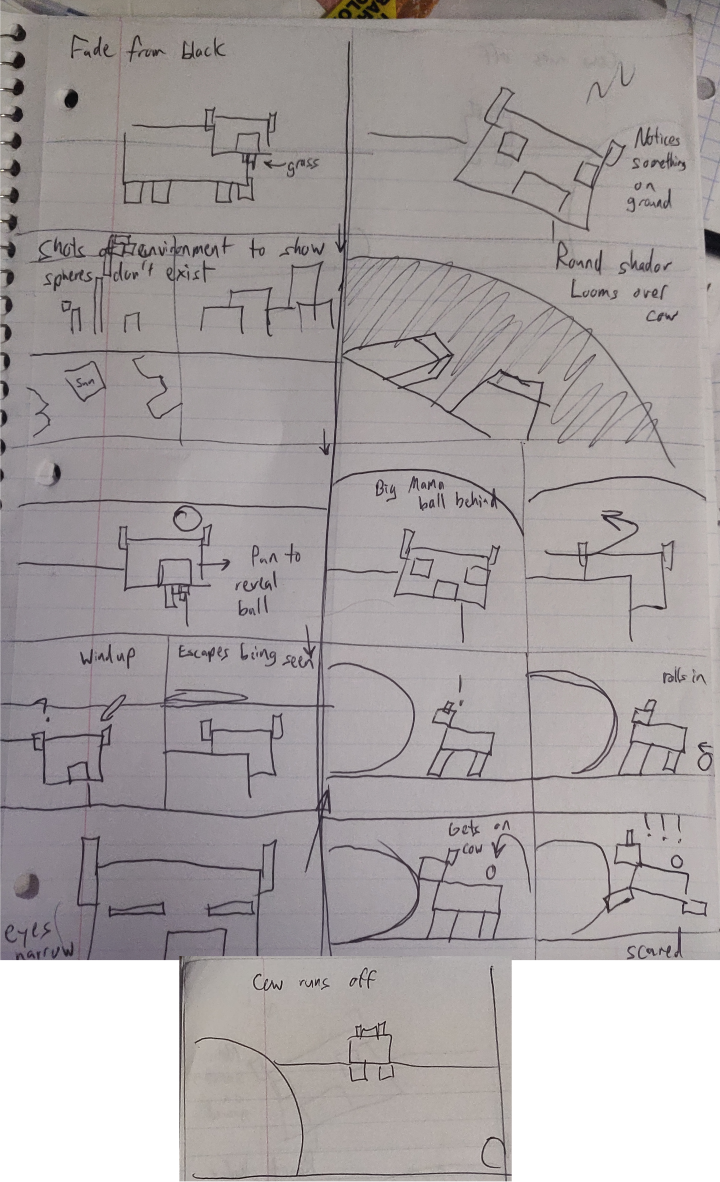 Fade from black
grass
Shots of environment to show
spheres don't exist
Sun
Pan to
reveal
ball
Windup
?
Escapes being seen
eyes
narrow
Notices
something
on
ground
Round shador
Looms over
cow
Big Mama
ball behind
!
rolls in
Gets on
cow
!!!
scared
Cow runs off